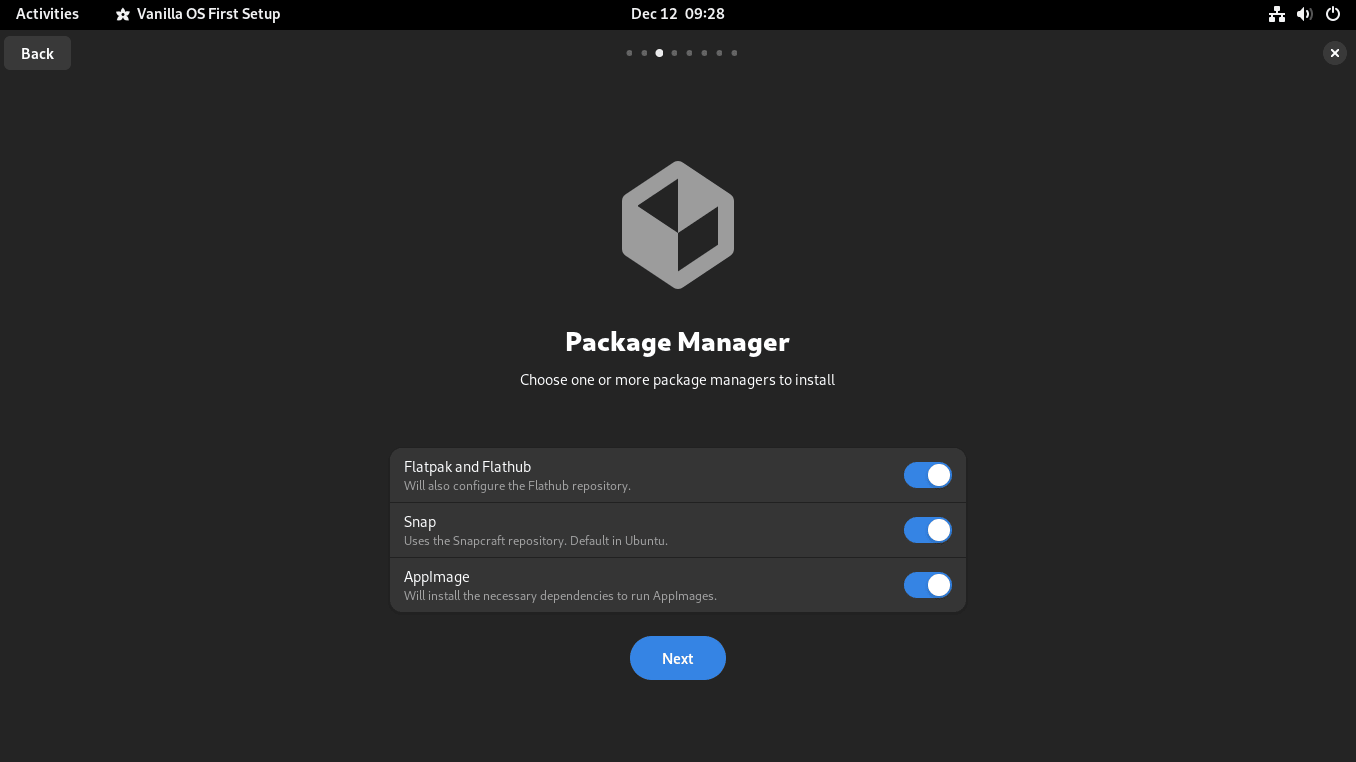 Activities
Vanilla OS First Setup
Dec 12 09:28
Back
Package Manager
Choose one or more package managers to install
Flatpak and Flathub
Will also configure the Flathub repository.
Snap
Uses the Snapcraft repository. Default in Ubuntu.
AppImage
Will install the necessary dependencies to run AppImages.
Next